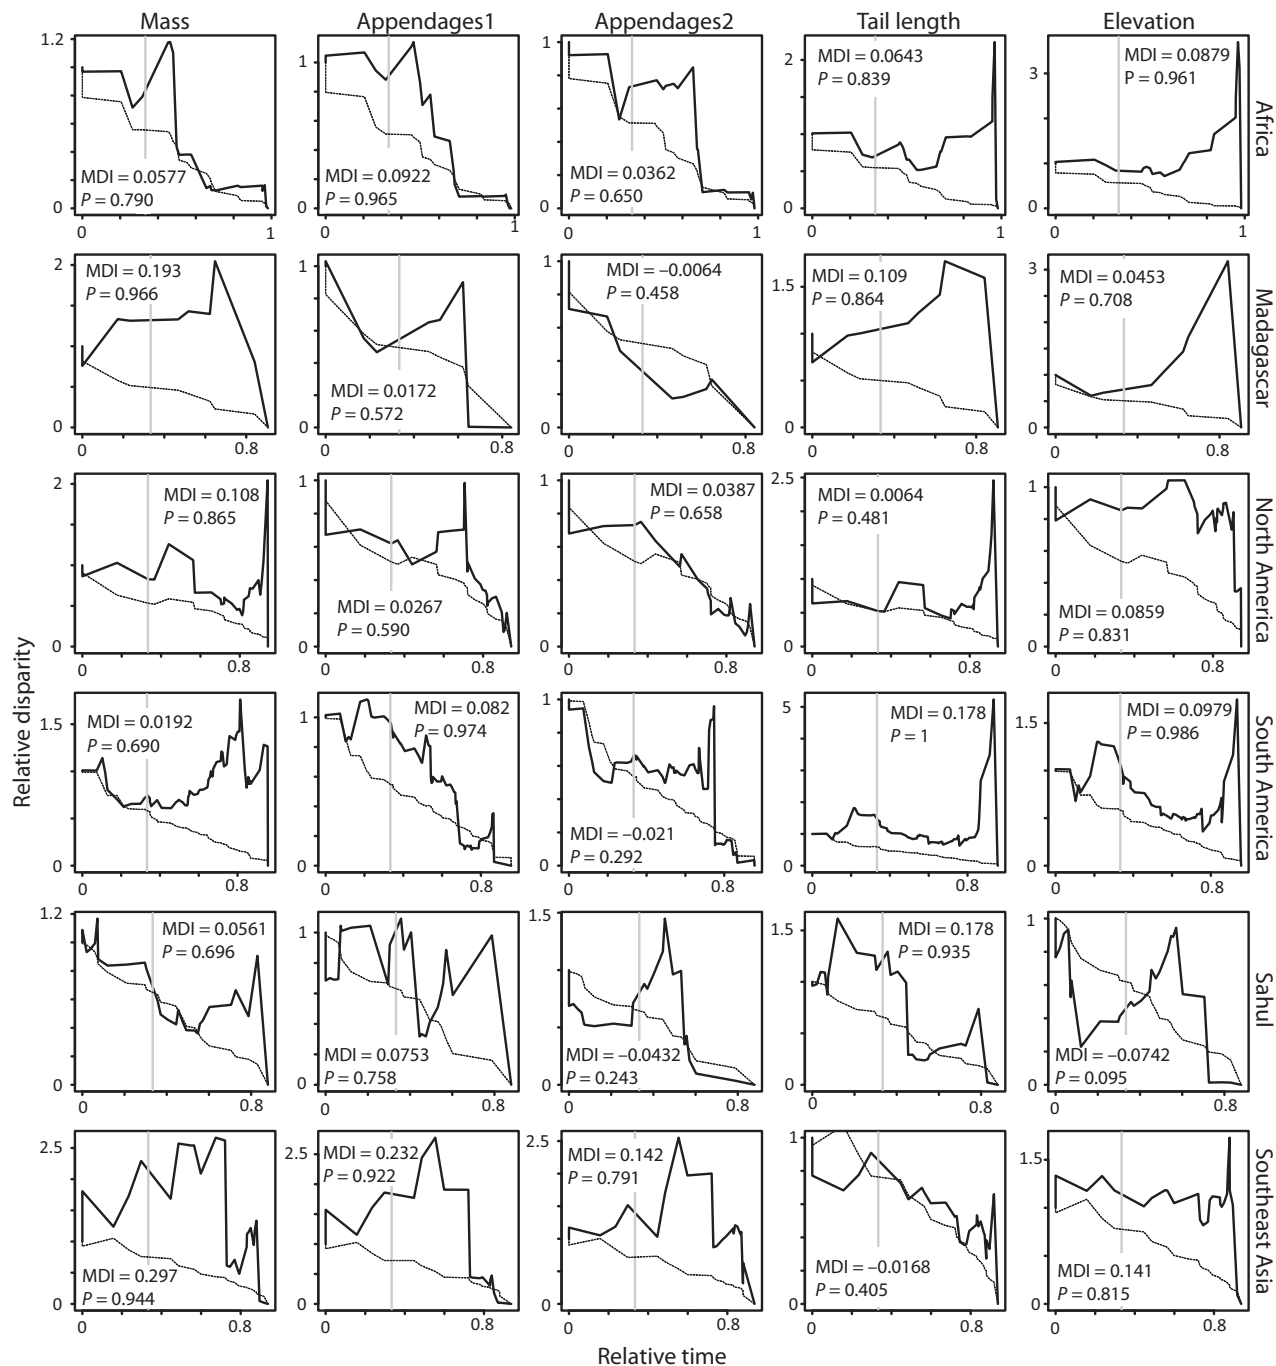 Mass Appendages1 Appendages2 Tail length Elevation
1.2 1 1 2 3
MDI = 0.0643 MDI = 0.0879
P = 0.839 P = 0.961
MDI = 0.0577 MDI = 0.0922 MDI = 0.0362
P = 0.790 P = 0.965 P = 0.650
Africa
0 0 0 0 0
0 1 0 1 0 1 0 1 0 1
2 1 1 1.5 3
MDI = 0.193 MDI = –0.0064 MDI = 0.109 MDI = 0.0453
P = 0.966 P = 0.458 P = 0.864 P = 0.708
MDI = 0.0172
P = 0.572
Madagascar
0 0 0 0 0
0 0.8 0 0.8 0 0.8 0 0.8 0 0.8
2 1 1 2.5 1
MDI = 0.108 MDI = 0.0387 MDI = 0.0064
P = 0.865 P = 0.658 P = 0.481
MDI = 0.0267 MDI = 0.0859
P = 0.590 P = 0.831
North America
0 0 0 0 0
0 0.8 0 0.8 0 0.8 0 0.8 0 0.8
Relative disparity
1.5 1 1 5 1.5
MDI = 0.0192 MDI = 0.082 MDI = 0.178 MDI = 0.0979
P = 0.690 P = 0.974 P = 1 P = 0.986
MDI = –0.021
P = 0.292
South America
0 0 0 0 0
0 0.8 0 0.8 0 0.8 0 0.8 0 0.8
1.2 1 1.5 1.5 1
MDI = 0.0561 MDI = 0.178
P = 0.696 P = 0.935
MDI = 0.0753 MDI = –0.0432 MDI = –0.0742
P = 0.758 P = 0.243 P = 0.095
Sahul
0 0 0 0 0
0 0.8 0 0.8 0 0.8 0 0.8 0 0.8
2.5 2.5 2.5 1 1.5
MDI = 0.232 MDI = 0.142
P = 0.922 P = 0.791
MDI = 0.297 MDI = –0.0168 MDI = 0.141
P = 0.944 P = 0.405 P = 0.815
Southeast Asia
0 0 0 0 0
0 0.8 0 0.8 0 0.8 0 0.8 0 0.8
Relative time